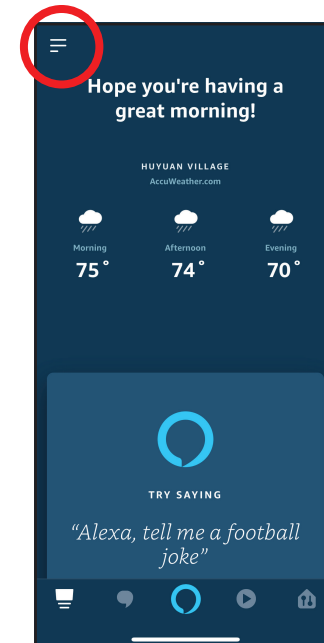 Hope you're having a
great morning!
HUYUAN VILLAGE
AccuWeather.com
Morning Afternoon Evening
75° 74° 70°
TRY SAYING
“Alexa, tell me a football
joke”